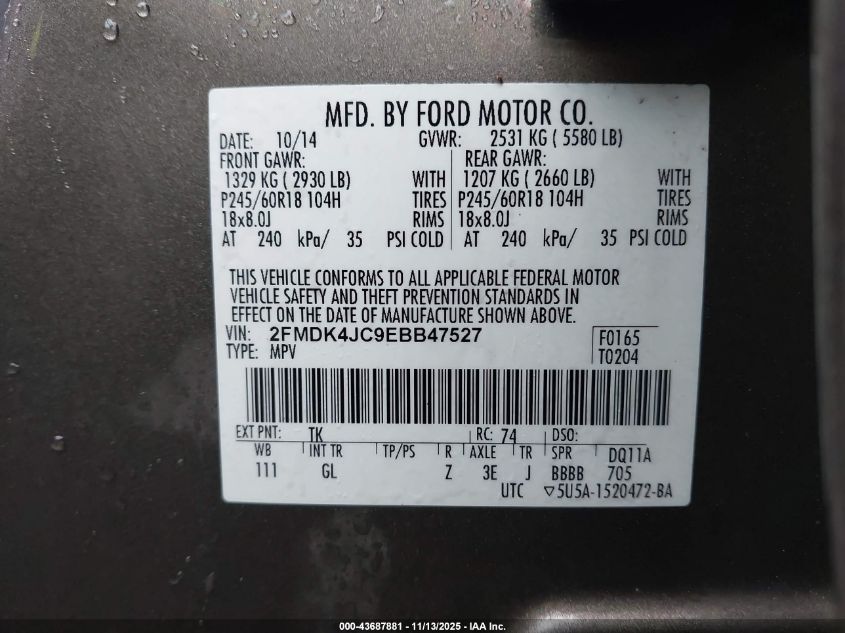 MFD. BY FORD MOTOR CO.
DATE: 10/14 GVWR: 2531 KG ( 5580 LB)
FRONT GAWR: REAR GAWR:
1329 KG ( 2930 LB) WITH 1207 KG ( 2660 LB) WITH
P245/60R18 104H TIRES P245/60R18 104H TIRES
18x8.0J RIMS 18x8.0J RIMS
AT 240 kPa/ 35 PSI COLD AT 240 kPa/ 35 PSI COLD
THIS VEHICLE CONFORMS TO ALL APPLICABLE FEDERAL MOTOR
VEHICLE SAFETY AND THEFT PREVENTION STANDARDS IN
EFFECT ON THE DATE OF MANUFACTURE SHOWN ABOVE.
VIN: 2FMDK4JC9EBB47527 F0165
TYPE: MPV T0204
EXT PNT: TK RC: 74 DSO:
WB INT TR TP/PS R AXLE TR SPR DQ11A
111 GL Z 3E J BBBB 705
UTC ▽5U5A-1520472-BA
000-43687881 - 11/13/2025 - IAA Inc.